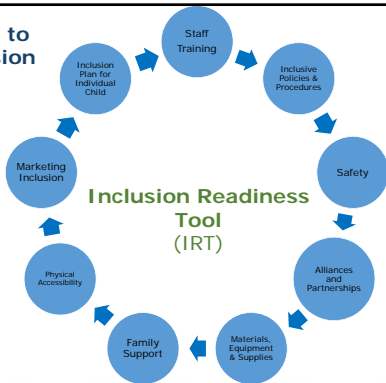 to
sion
Staff
Training
Inclusive
Policies &
Procedures
Safety
Alliances
and
Partnerships
Materials,
Equipment
& Supplies
Family
Support
Physical
Accessibility
Marketing
Inclusion
Inclusion
Plan for
Individual
Child
Inclusion Readiness
Tool
(IRT)